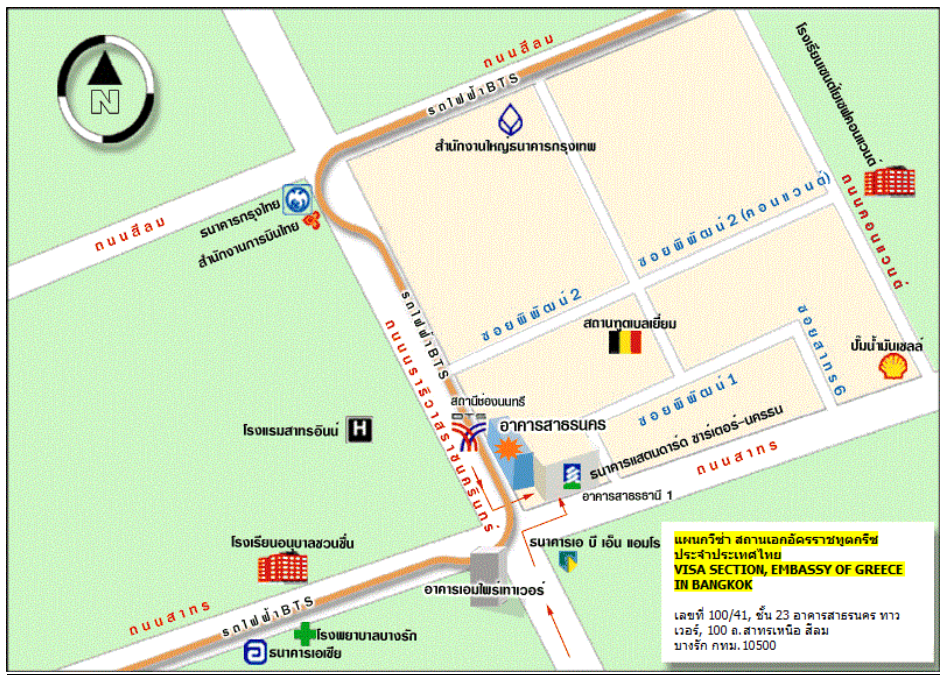 N
ถนนสีลม
รถไฟฟ้าBTS
สำนักงานใหญ่ธนาคารกรุงเทพ
โรงเรียนเซนต์โยเซฟคอนแวนต์
ถนนคอนแวนต์
ถนนสีลม
ธนาคารกรุงไทย
สำนักงานการบินไทย
ซอยพิพัฒน์2(คอนแวนต์)
ซอยพิพัฒน์2
รถไฟฟ้าBTS
ถนนนราธิวาสราชนครินทร์
สถานฑูตเบลเยี่ยม
ซอยสาทร6
ปั๊มน้ำมันเชลล์
ซอยพิพัฒน์1
สถานีช่องนนทรี
BTS
อาคารสาธรนคร
โรงแรมสาทรอินน์
H
ธนาคารแสตนดาร์ด ชาร์เตอร์-นครธน
ถนนสาทร
อาคารสาธรธานี 1
โรงเรียนอนุบาลชวนชื่น
ธนาคารเอ บี เอ็น แอมโร
อาคารเอมไพร์ทาวเวอร์
ถนนสาทร
รถไฟฟ้าBTS
โรงพยาบาลบางรัก
ธนาคารเอเชีย
แผนกวีซ่า สถานเอกอัครราชทูตกรีซ
ประจำประเทศไทย
VISA SECTION, EMBASSY OF GREECE
IN BANGKOK
เลขที่ 100/41, ชั้น 23 อาคารสาธรนคร ทาว
เวอร์, 100 ถ.สาทรเหนือ สีลม
บางรัก กทม.10500